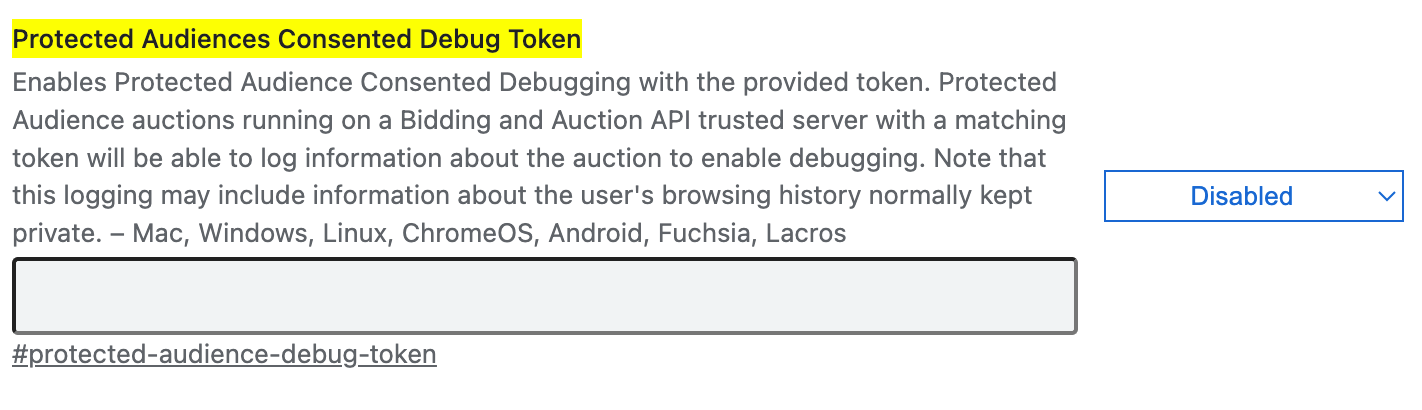 Protected Audiences Consented Debug Token
Enables Protected Audience Consented Debugging with the provided token. Protected
Audience auctions running on a Bidding and Auction API trusted server with a matching
token will be able to log information about the auction to enable debugging. Note that
this logging may include information about the user's browsing history normally kept
private. – Mac, Windows, Linux, ChromeOS, Android, Fuchsia, Lacros
Disabled
#protected-audience-debug-token